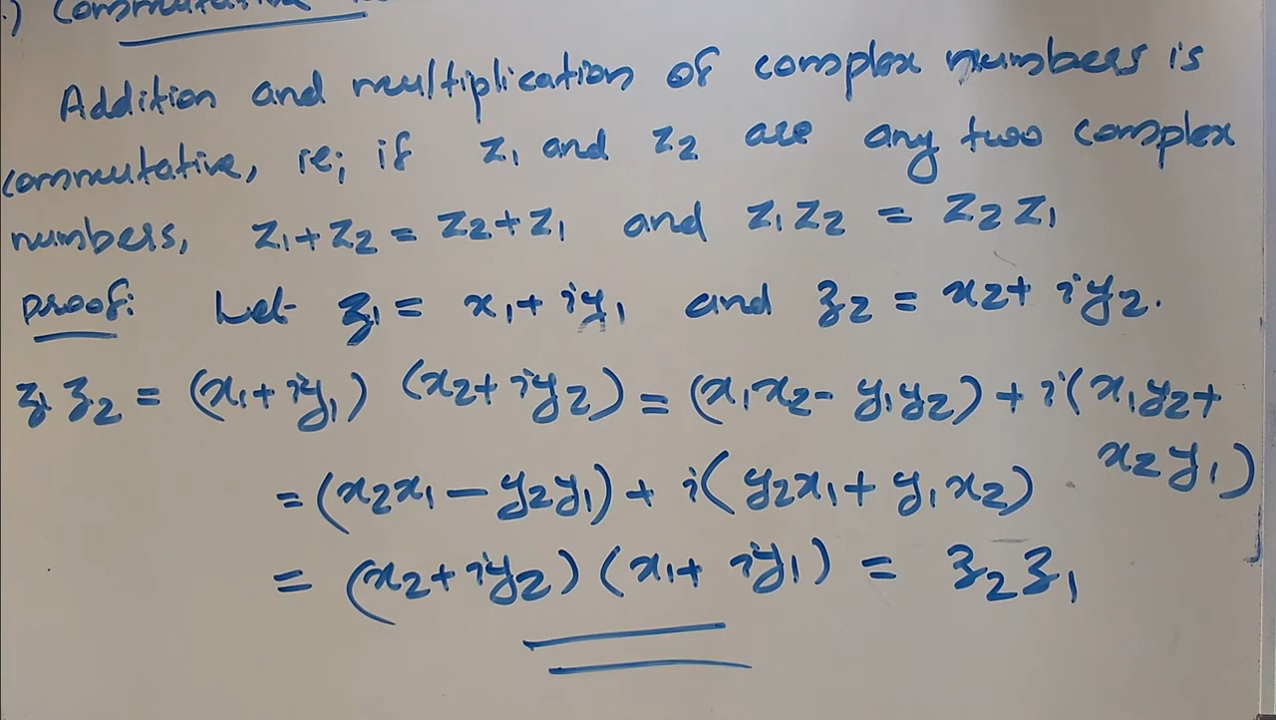 .) Commutative
Addition and multiplication of complex numbers is
commutative, ie; if z₁ and z₂ are any two complex
numbers, z₁+z₂ = z₂+z₁ and z₁z₂ = z₂z₁
proof: Let z₁ = x₁+iy₁ and z₂ = x₂+iy₂.
z₁z₂ = (x₁+iy₁) (x₂+iy₂) = (x₁x₂- y₁y₂)+i(x₁y₂+
x₂y₁)
= (x₂x₁ - y₂y₁)+i(y₂x₁+y₁x₂)
= (x₂+iy₂)(x₁+iy₁) = z₂z₁